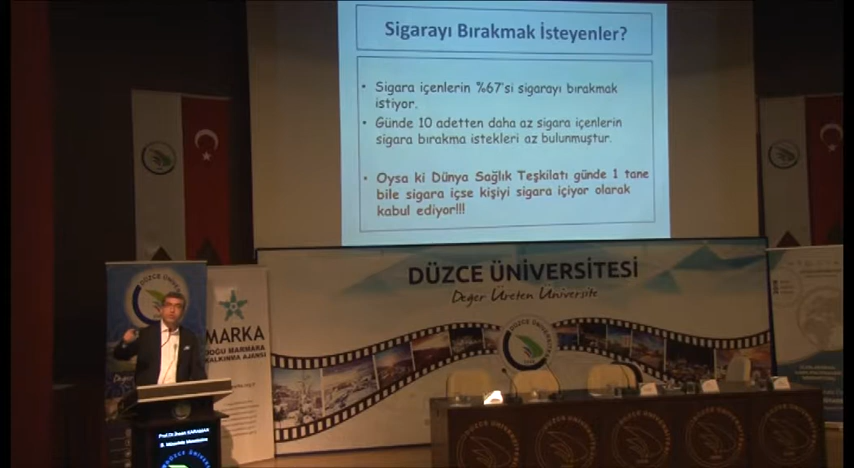 Sigarayı Bırakmak İsteyenler?
• Sigara içenlerin %67'si sigarayı bırakmak
istiyor.
• Günde 10 adetten daha az sigara içenlerin
sigara bırakma istekleri az bulunmuştur.
• Oysa ki Dünya Sağlık Teşkilatı günde 1 tane
bile sigara içse kişiyi sigara içiyor olarak
kabul ediyor!!!
DÜZCE ÜNİVERSİTESİ
Değer Üreten Üniversite
MARKA
DOĞU MARMARA
KALKINMA AJANSI